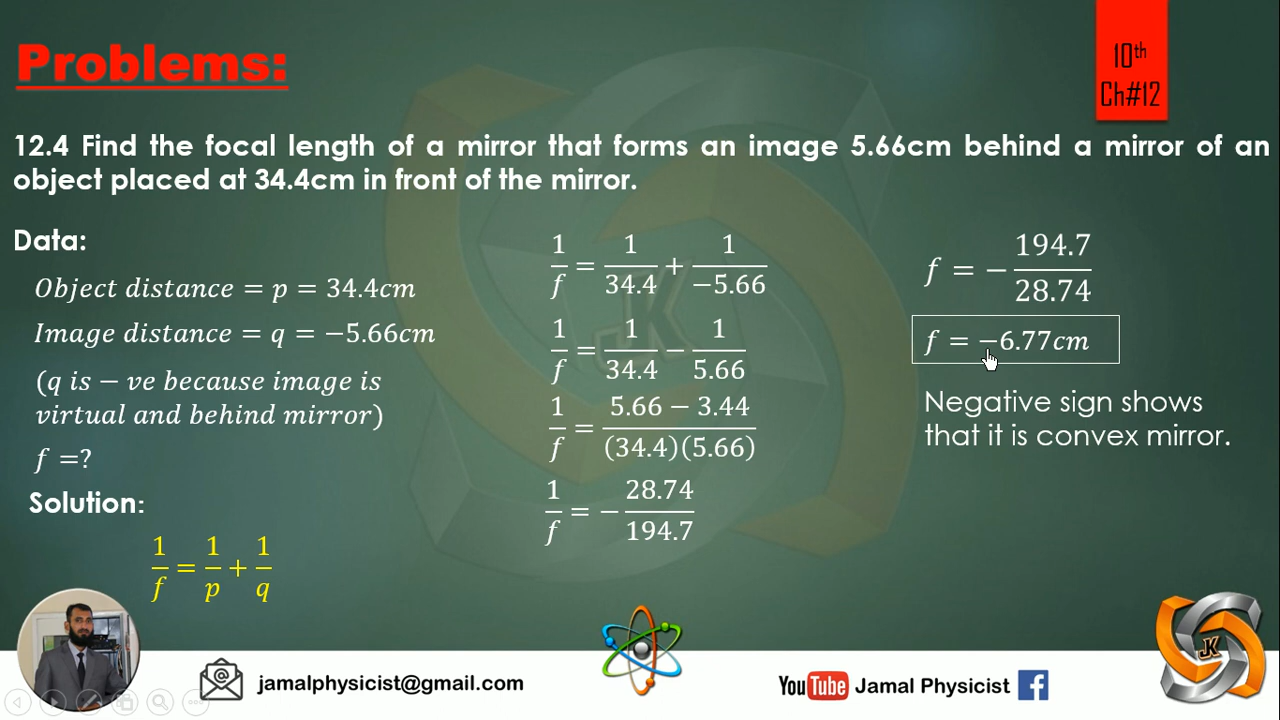 Problems:
10th
Ch#12
12.4 Find the focal length of a mirror that forms an image 5.66cm behind a mirror of an
object placed at 34.4cm in front of the mirror.
Data:
Object distance = p = 34.4cm
Image distance = q = −5.66cm
(q is − ve because image is
virtual and behind mirror)
f =?
Solution:
1/f = 1/p + 1/q
1/f = 1/34.4 + 1/−5.66
1/f = 1/34.4 − 1/5.66
1/f = 5.66 − 3.44/(34.4)(5.66)
1/f = − 28.74/194.7
f = − 194.7/28.74
f = −6.77cm
Negative sign shows
that it is convex mirror.
JK
jamalphysicist@gmail.com
YouTube Jamal Physicist f
JK